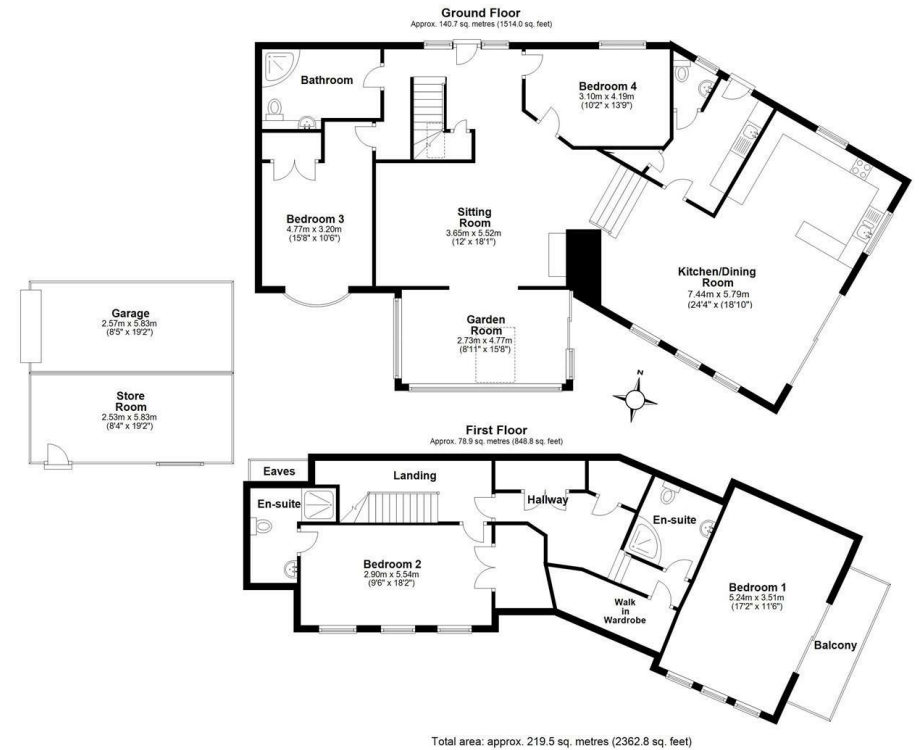 Ground Floor
Approx. 140.7 sq. metres (1514.0 sq. feet)
Bathroom
Bedroom 4
3.10m x 4.19m
(10'2" x 13'9")
Bedroom 3
4.77m x 3.20m
(15'8" x 10'6")
Sitting
Room
3.65m x 5.52m
(12' x 18'1")
Kitchen/Dining
Room
7.44m x 5.79m
(24'4" x (18'10")
Garage
2.57m x 5.83m
(8'5" x 19'2")
Garden
Room
2.73m x 4.77m
(8'11" x 15'8")
Store
Room
2.53m x 5.83m
(8'4" x 19'2")
N
First Floor
Approx. 78.9 sq. metres (848.8 sq. feet)
Eaves
Landing
En-suite
Hallway
En-suite
Bedroom 2
2.90m x 5.54m
(9'6" x 18'2")
Bedroom 1
5.24m x 3.51m
(17'2" x 11'6")
Walk
in
Wardrobe
Balcony
Total area: approx. 219.5 sq. metres (2362.8 sq. feet)